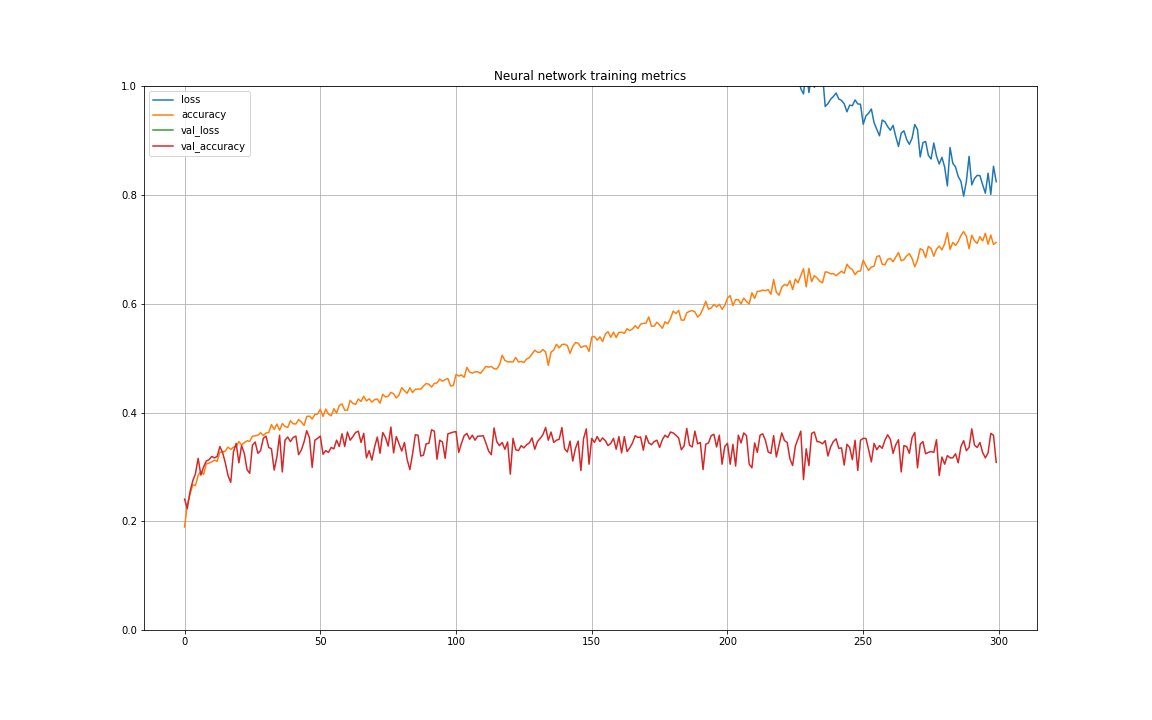 Neural network training metrics
1.0
loss
accuracy
val_loss
val_accuracy
0.8
0.6
0.4
0.2
0.0
0 50 100 150 200 250 300